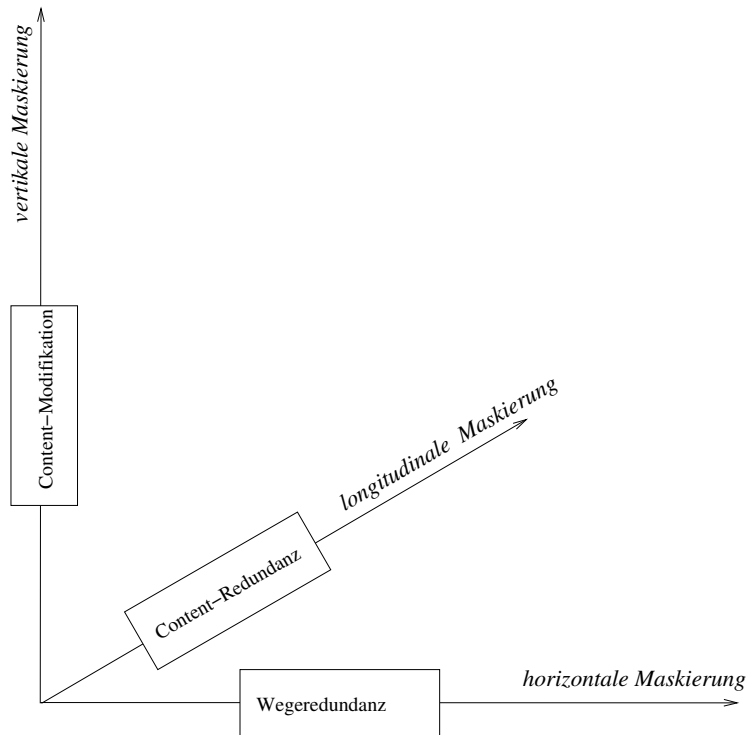 vertikale Maskierung
Content−Modifikation
longitudinale Maskierung
Content−Redundanz
horizontale Maskierung
Wegeredundanz